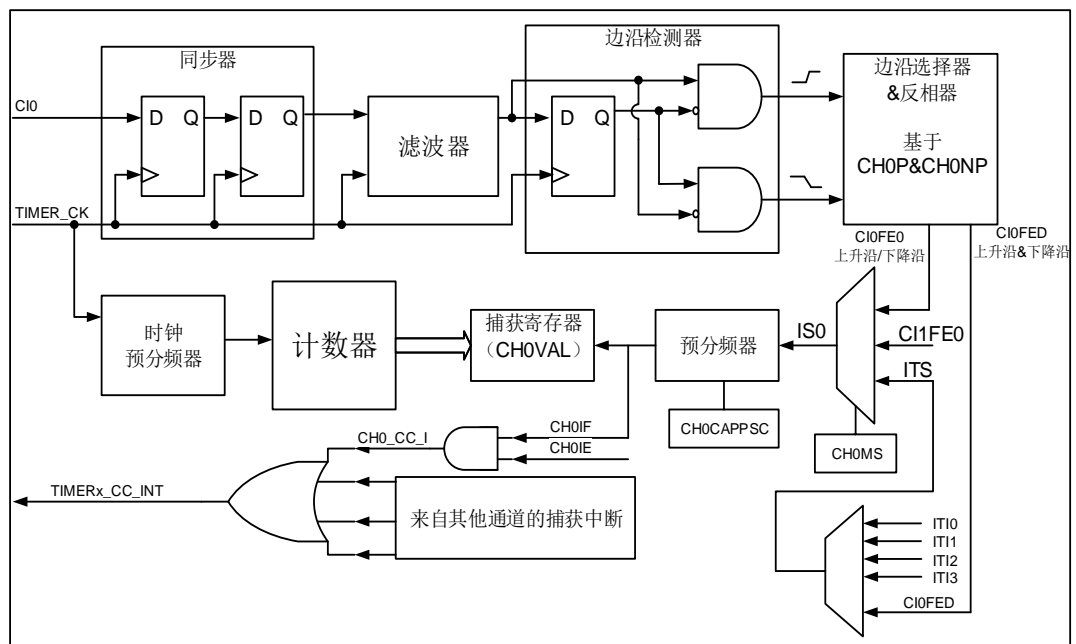 同步器
边沿检测器
CI0
D Q
D Q
滤波器
D Q
边沿选择器
&反相器
基于
CH0P&CH0NP
TIMER_CK
CI0FE0
上升沿/下降沿
CI0FED
上升沿&下降沿
时钟
预分频器
计数器
捕获寄存器
（CH0VAL）
预分频器
IS0
CI1FE0
ITS
CH0CAPPSC
CH0MS
CH0_CC_I
CH0IF
CH0IE
TIMERx_CC_INT
来自其他通道的捕获中断
ITI0
ITI1
ITI2
ITI3
CI0FED